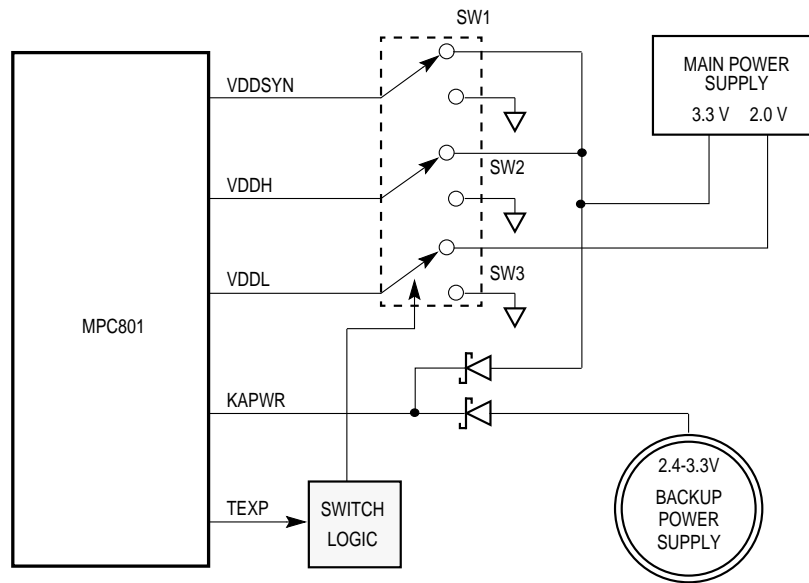 SW1
MAIN POWER
SUPPLY
3.3 V 2.0 V
VDDSYN
SW2
VDDH
SW3
VDDL
MPC801
KAPWR
2.4-3.3V
BACKUP
POWER
SUPPLY
TEXP
SWITCH
LOGIC